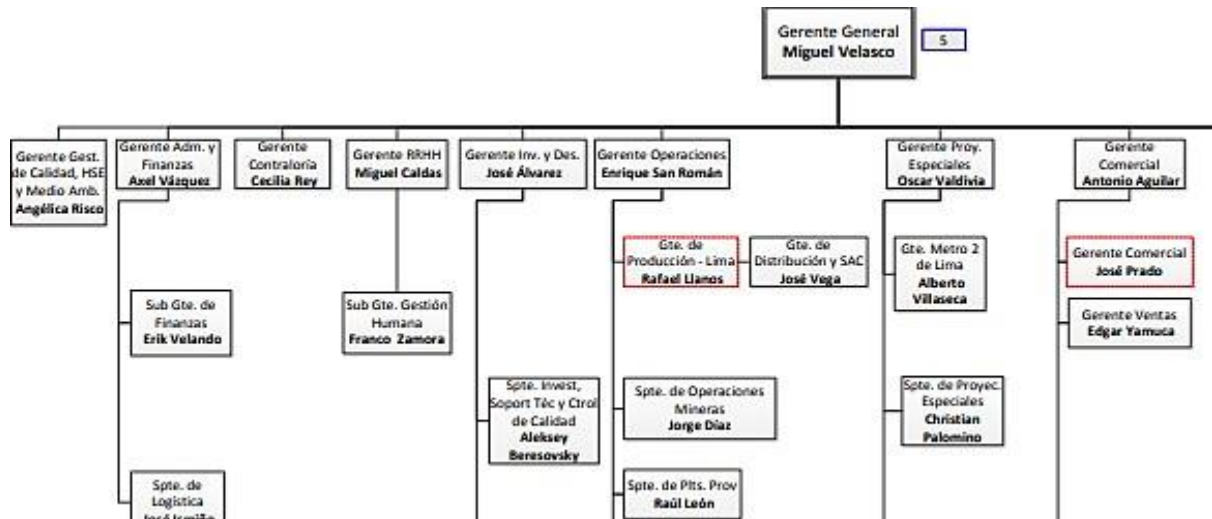 Gerente General
Miguel Velasco
5
Gerente Gest.
de Calidad, HSE
y Medio Amb.
Angélica Risco
Gerente Adm. y
Finanzas
Axel Vázquez
Gerente
Contraloría
Cecilia Rey
Gerente RRHH
Miguel Caldas
Gerente Inv. y Des.
José Álvarez
Gerente Operaciones
Enrique San Román
Gerente Proy.
Especiales
Oscar Valdivia
Gerente
Comercial
Antonio Aguilar
Gte. de
Producción - Lima
Rafael Llanos
Gte. de
Distribución y SAC
José Vega
Gte. Metro 2
de Lima
Alberto
Villaseca
Gerente Comercial
José Prado
Sub Gte. de
Finanzas
Erik Velando
Sub Gte. Gestión
Humana
Franco Zamora
Gerente Ventas
Edgar Yamuca
Spte. Invest,
Soport Téc y Ctrol
de Calidad
Aleksey
Beresovsky
Spte. de Operaciones
Mineras
Jorge Díaz
Spte. de Proyec.
Especiales
Christian
Palomino
Spte. de
Logística
José
Spte. de Plts. Prov
Raúl León